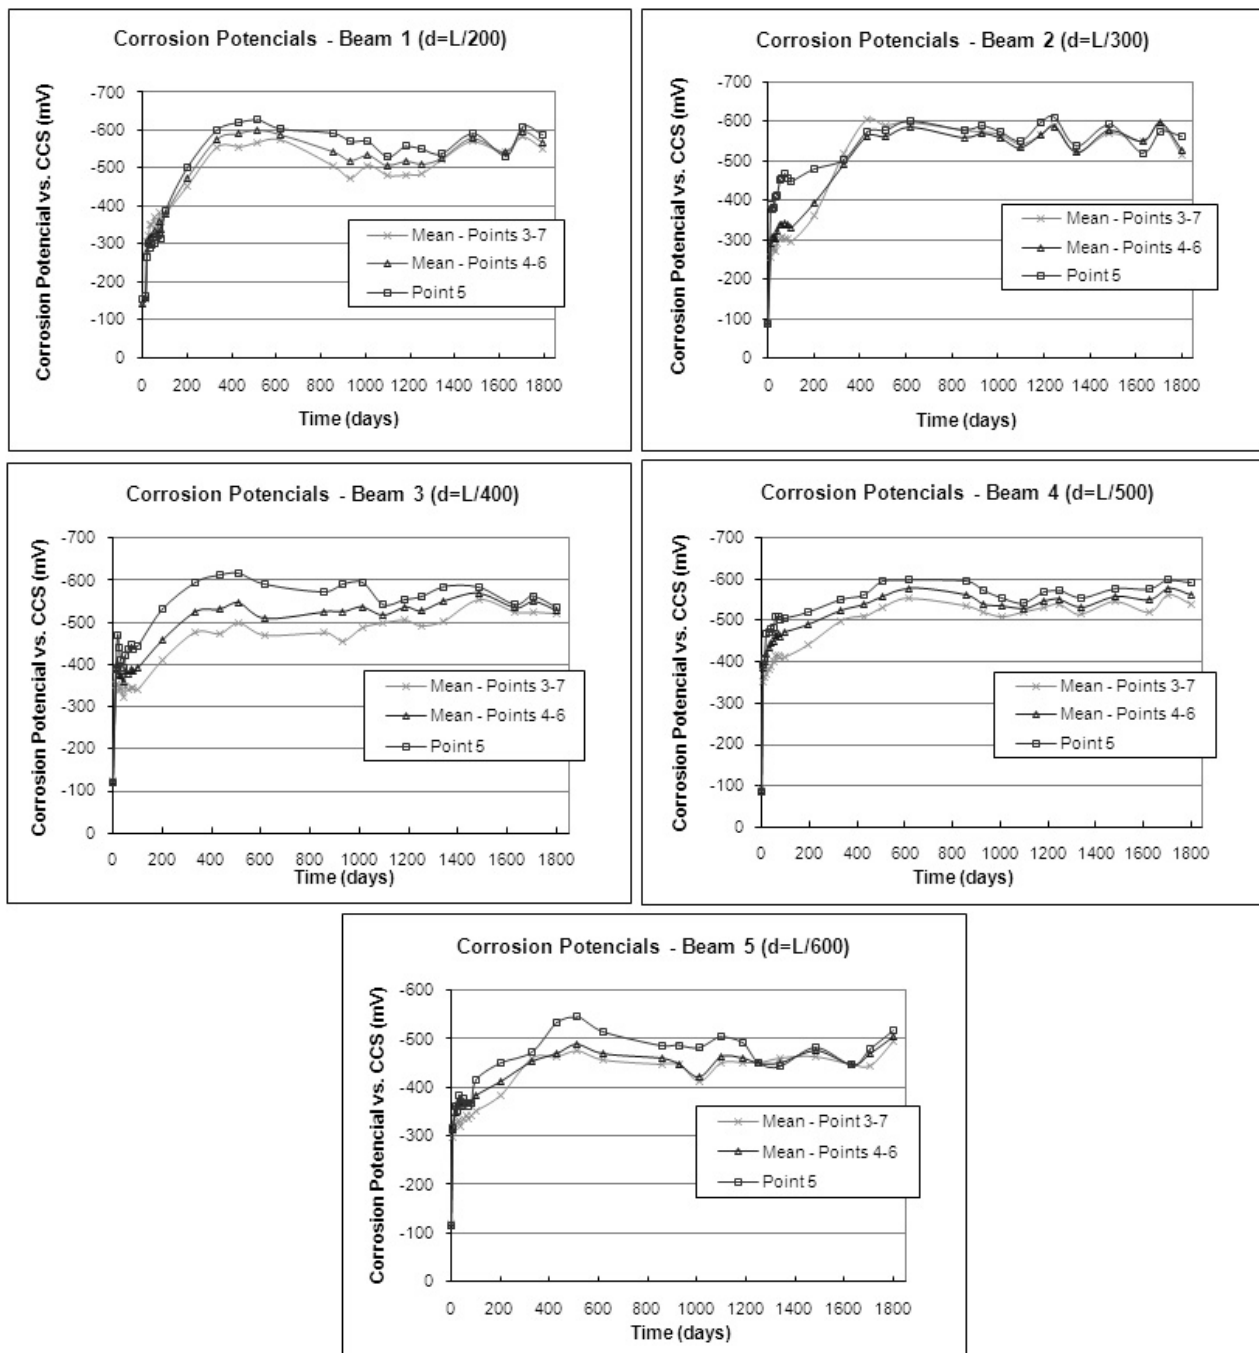 Corrosion Potencials - Beam 1 (d=L/200)
Corrosion Potencial vs. CCS (mV)
-700
-600
-500
-400
-300
-200
-100
0
Mean - Points 3-7
Mean - Points 4-6
Point 5
0 200 400 600 800 1000 1200 1400 1600 1800
Time (days)
Corrosion Potencials - Beam 2 (d=L/300)
Corrosion Potencial vs. CCS (mV)
-700
-600
-500
-400
-300
-200
-100
0
Mean - Points 3-7
Mean - Points 4-6
Point 5
0 200 400 600 800 1000 1200 1400 1600 1800
Time (days)
Corrosion Potencials - Beam 3 (d=L/400)
Corrosion Potencial vs. CCS (mV)
-700
-600
-500
-400
-300
-200
-100
0
Mean - Points 3-7
Mean - Points 4-6
Point 5
0 200 400 600 800 1000 1200 1400 1600 1800
Time (days)
Corrosion Potencials - Beam 4 (d=L/500)
Corrosion Potencial vs. CCS (mV)
-700
-600
-500
-400
-300
-200
-100
0
Mean - Points 3-7
Mean - Points 4-6
Point 5
0 200 400 600 800 1000 1200 1400 1600 1800
Time (days)
Corrosion Potencials - Beam 5 (d=L/600)
Corrosion Potencial vs. CCS (mV)
-600
-500
-400
-300
-200
-100
0
Mean - Point 3-7
Mean - Points 4-6
Point 5
0 200 400 600 800 1000 1200 1400 1600 1800
Time (days)